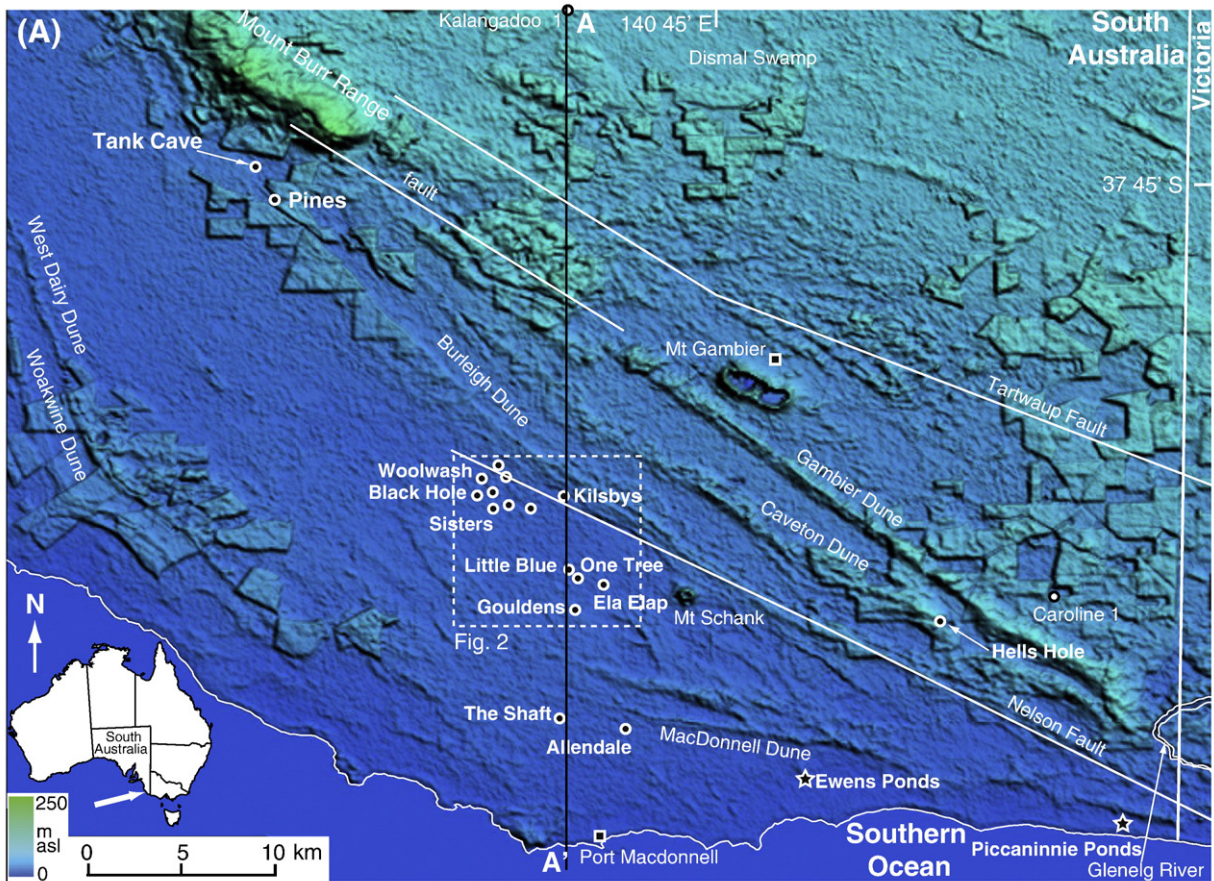 (A)
Kalangadoo 1
A
140 45' E
South
Australia
Victoria
Mount Burr Range
Dismal Swamp
Tank Cave
37 45' S
fault
Pines
West Dairy Dune
Burleigh Dune
Mt Gambier
Woakwine Dune
Tartwaup Fault
Gambier Dune
Woolwash
Black Hole
Kilsbys
Caveton Dune
Sisters
Little Blue
One Tree
Ela Elap
Gouldens
Mt Schank
Caroline 1
Fig. 2
Hells Hole
N
The Shaft
Nelson Fault
Allendale
MacDonnell Dune
South
Australia
Ewens Ponds
250
m
asl
0
0 5 10 km
A'
Port Macdonnell
Southern
Ocean
Piccaninnie Ponds
Glenelg River